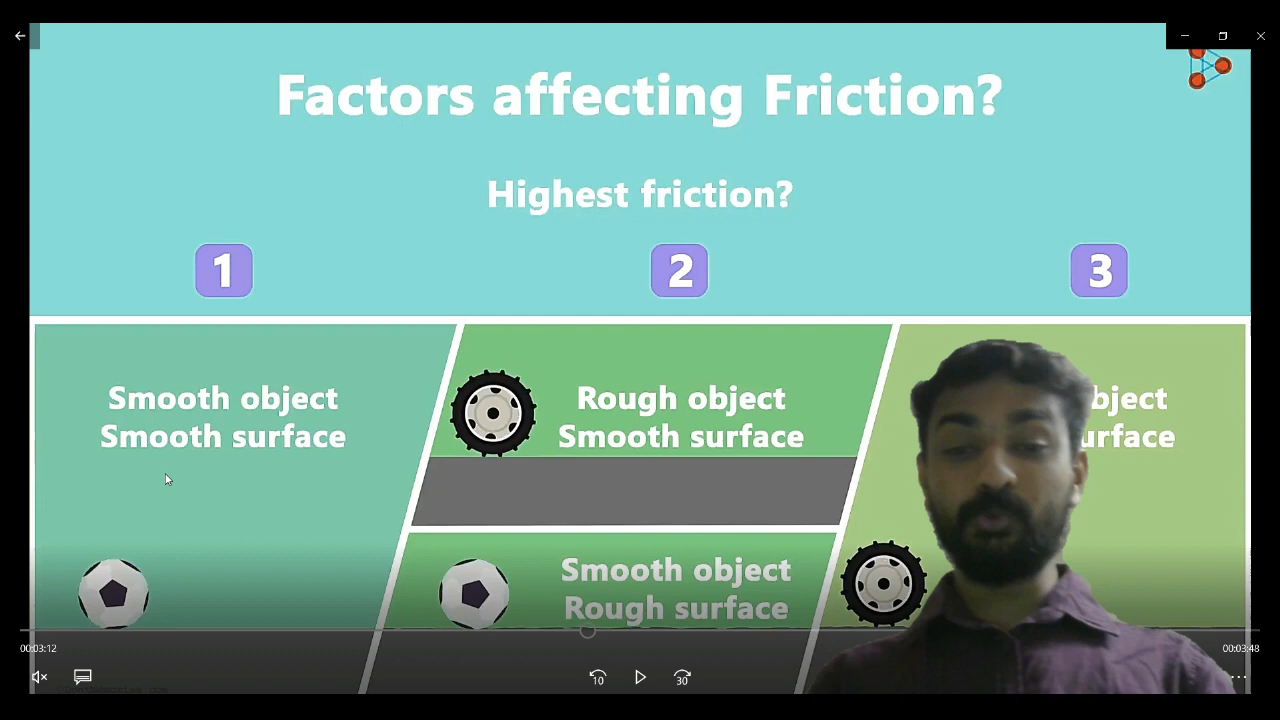 Factors affecting Friction?
Highest friction?
1
2
3
Smooth object
Smooth surface
Rough object
Smooth surface
bject
urface
Smooth object
Rough surface
00:03:12
00:03:48
10
30